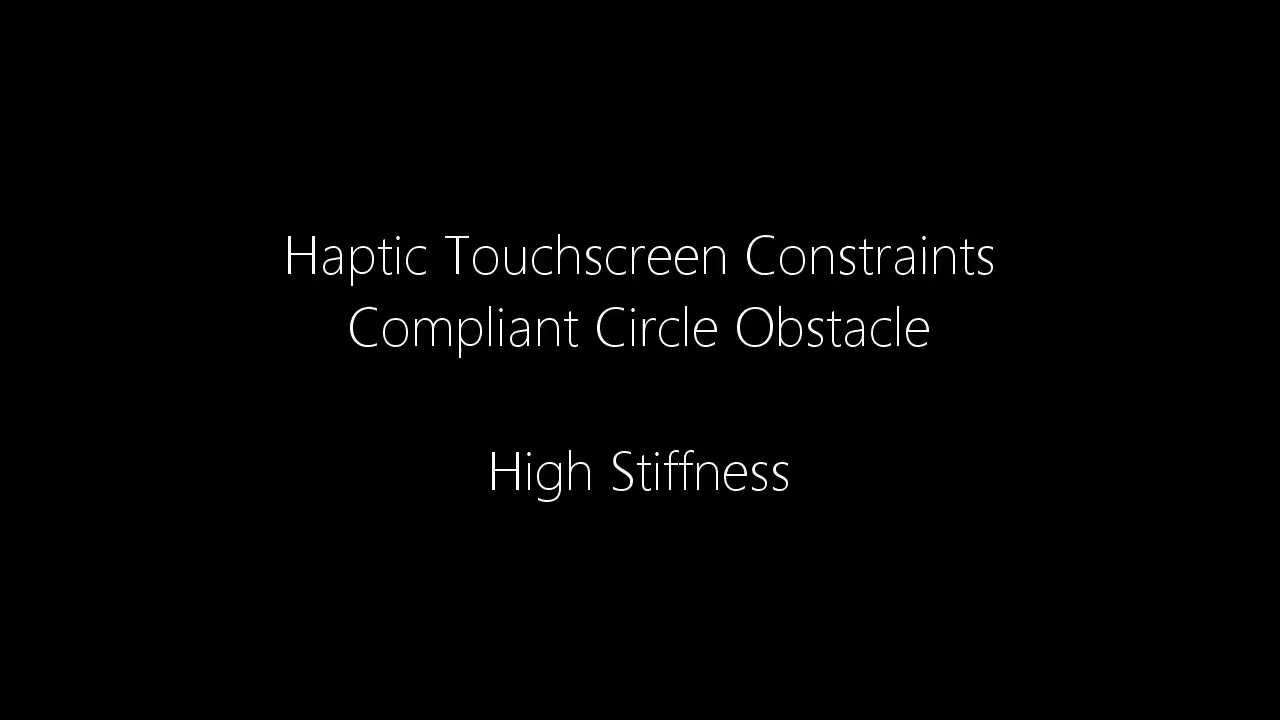 Haptic Touchscreen Constraints
Compliant Circle Obstacle
High Stiffness